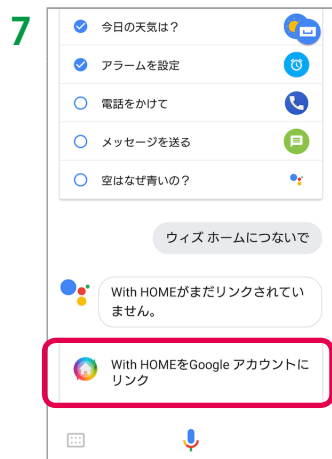 7
今日の天気は？
アラームを設定
電話をかけて
メッセージを送る
空はなぜ青いの？
ウィズ ホームにつないで
With HOMEがまだリンクされてい
ません。
With HOMEをGoogle アカウントに
リンク